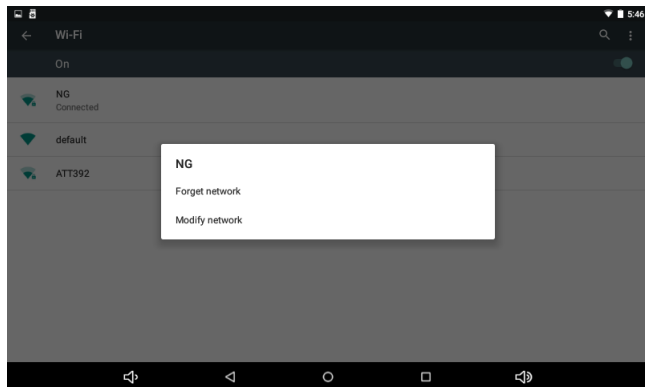 5:46
Wi-Fi
On
NG
Connected
default
ATT392
NG
Forget network
Modify network